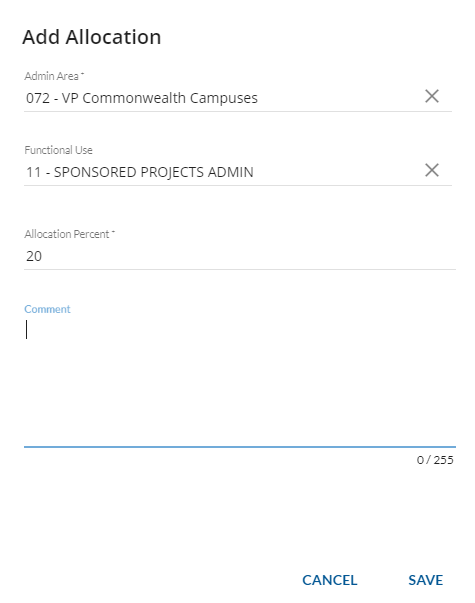 Add Allocation
Admin Area *
072 - VP Commonwealth Campuses
Functional Use
11 - SPONSORED PROJECTS ADMIN
Allocation Percent *
20
Comment
0 / 255
CANCEL SAVE